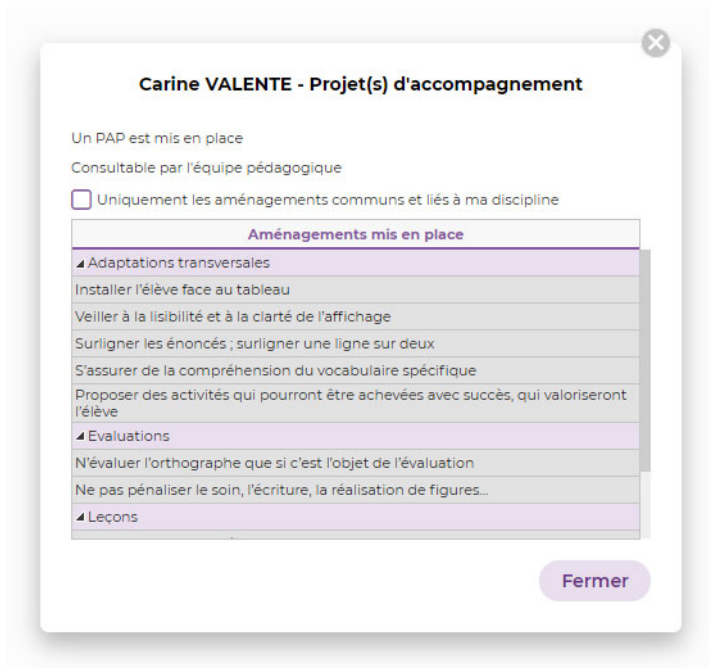 Carine VALENTE - Projet(s) d'accompagnement
Un PAP est mis en place
Consultable par l'équipe pédagogique
Uniquement les aménagements communs et liés à ma discipline
Aménagements mis en place
Adaptations transversales
Installer l'élève face au tableau
Veiller à la lisibilité et à la clarté de l'affichage
Surligner les énoncés ; surligner une ligne sur deux
S'assurer de la compréhension du vocabulaire spécifique
Proposer des activités qui pourront être achevées avec succès, qui valoriseront
l'élève
Evaluations
N'évaluer l'orthographe que si c'est l'objet de l'évaluation
Ne pas pénaliser le soin, l'écriture, la réalisation de figures...
Leçons
Fermer